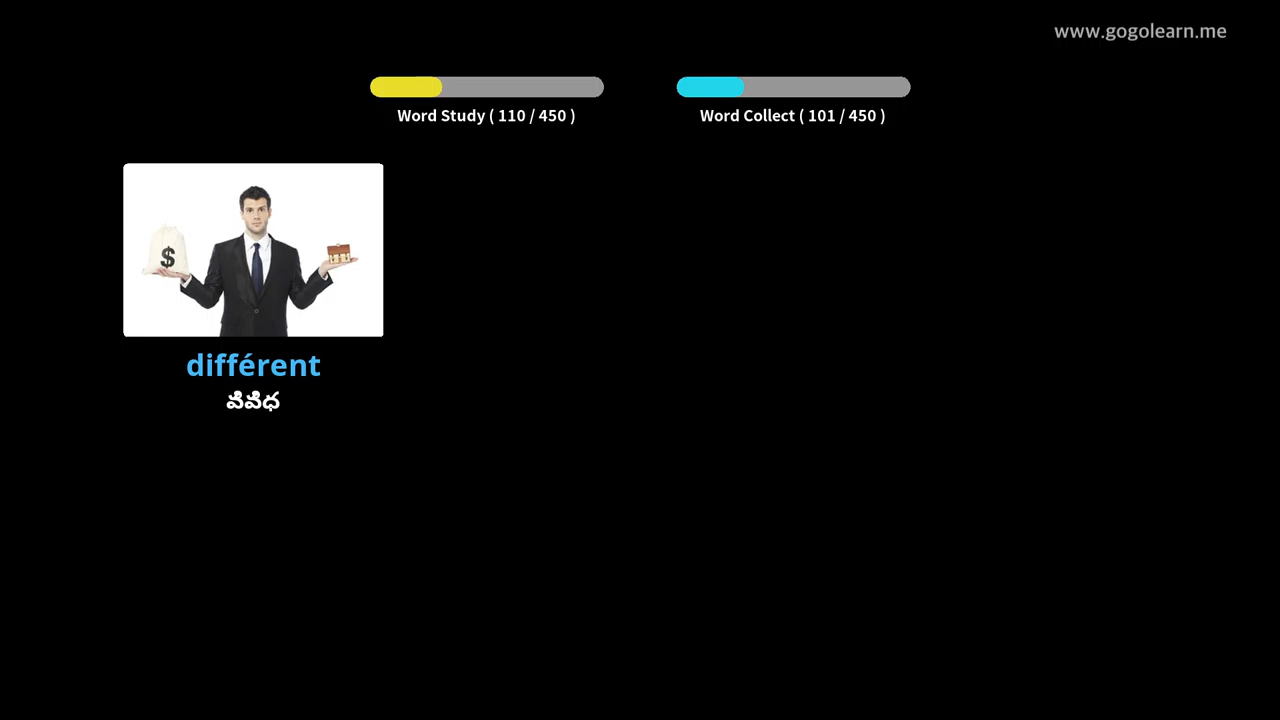 www.gogolearn.me
Word Study ( 110 / 450 )
Word Collect ( 101 / 450 )
$
différent
వివిధ